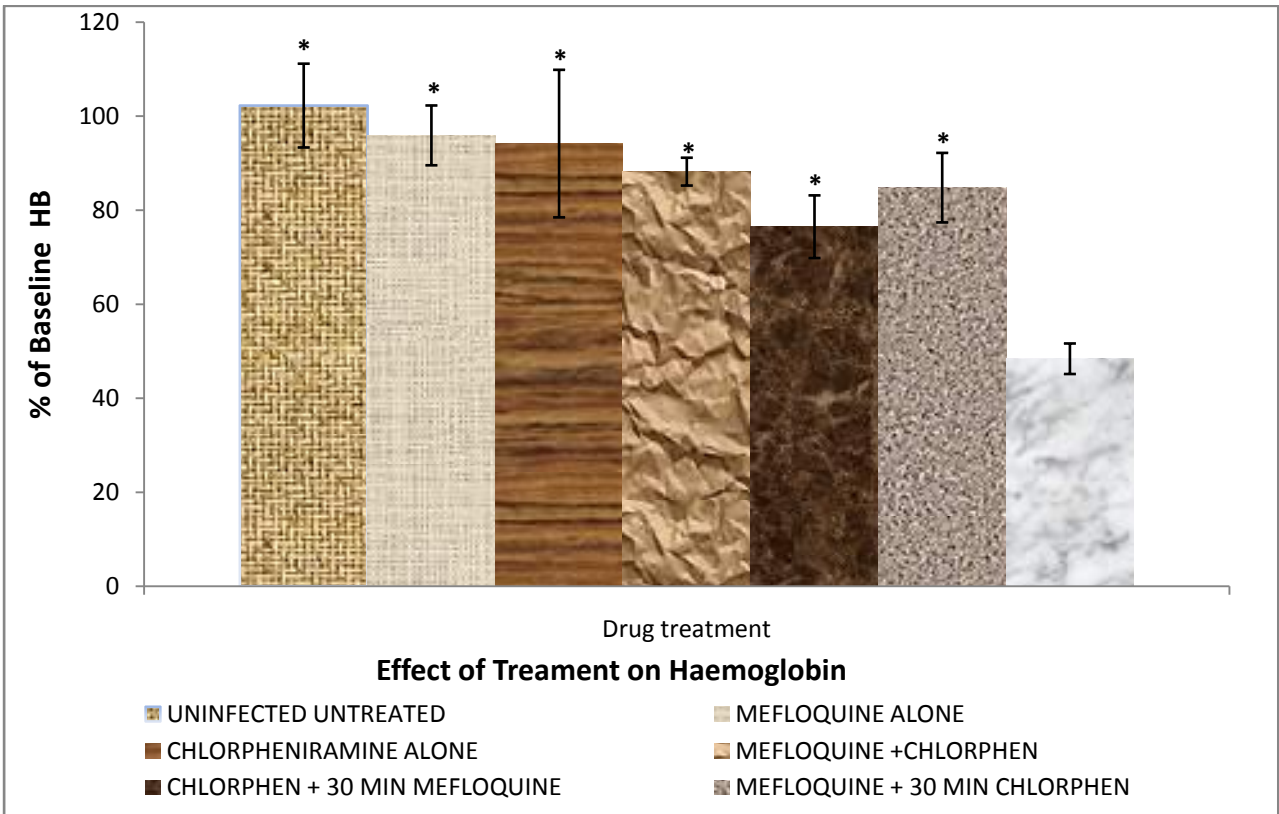 120
100
80
60
40
20
0
% of Baseline HB
* * * * * *
Drug treatment
Effect of Treament on Haemoglobin
UNINFECTED UNTREATED MEFLOQUINE ALONE
CHLORPHENIRAMINE ALONE MEFLOQUINE +CHLORPHEN
CHLORPHEN + 30 MIN MEFLOQUINE MEFLOQUINE + 30 MIN CHLORPHEN